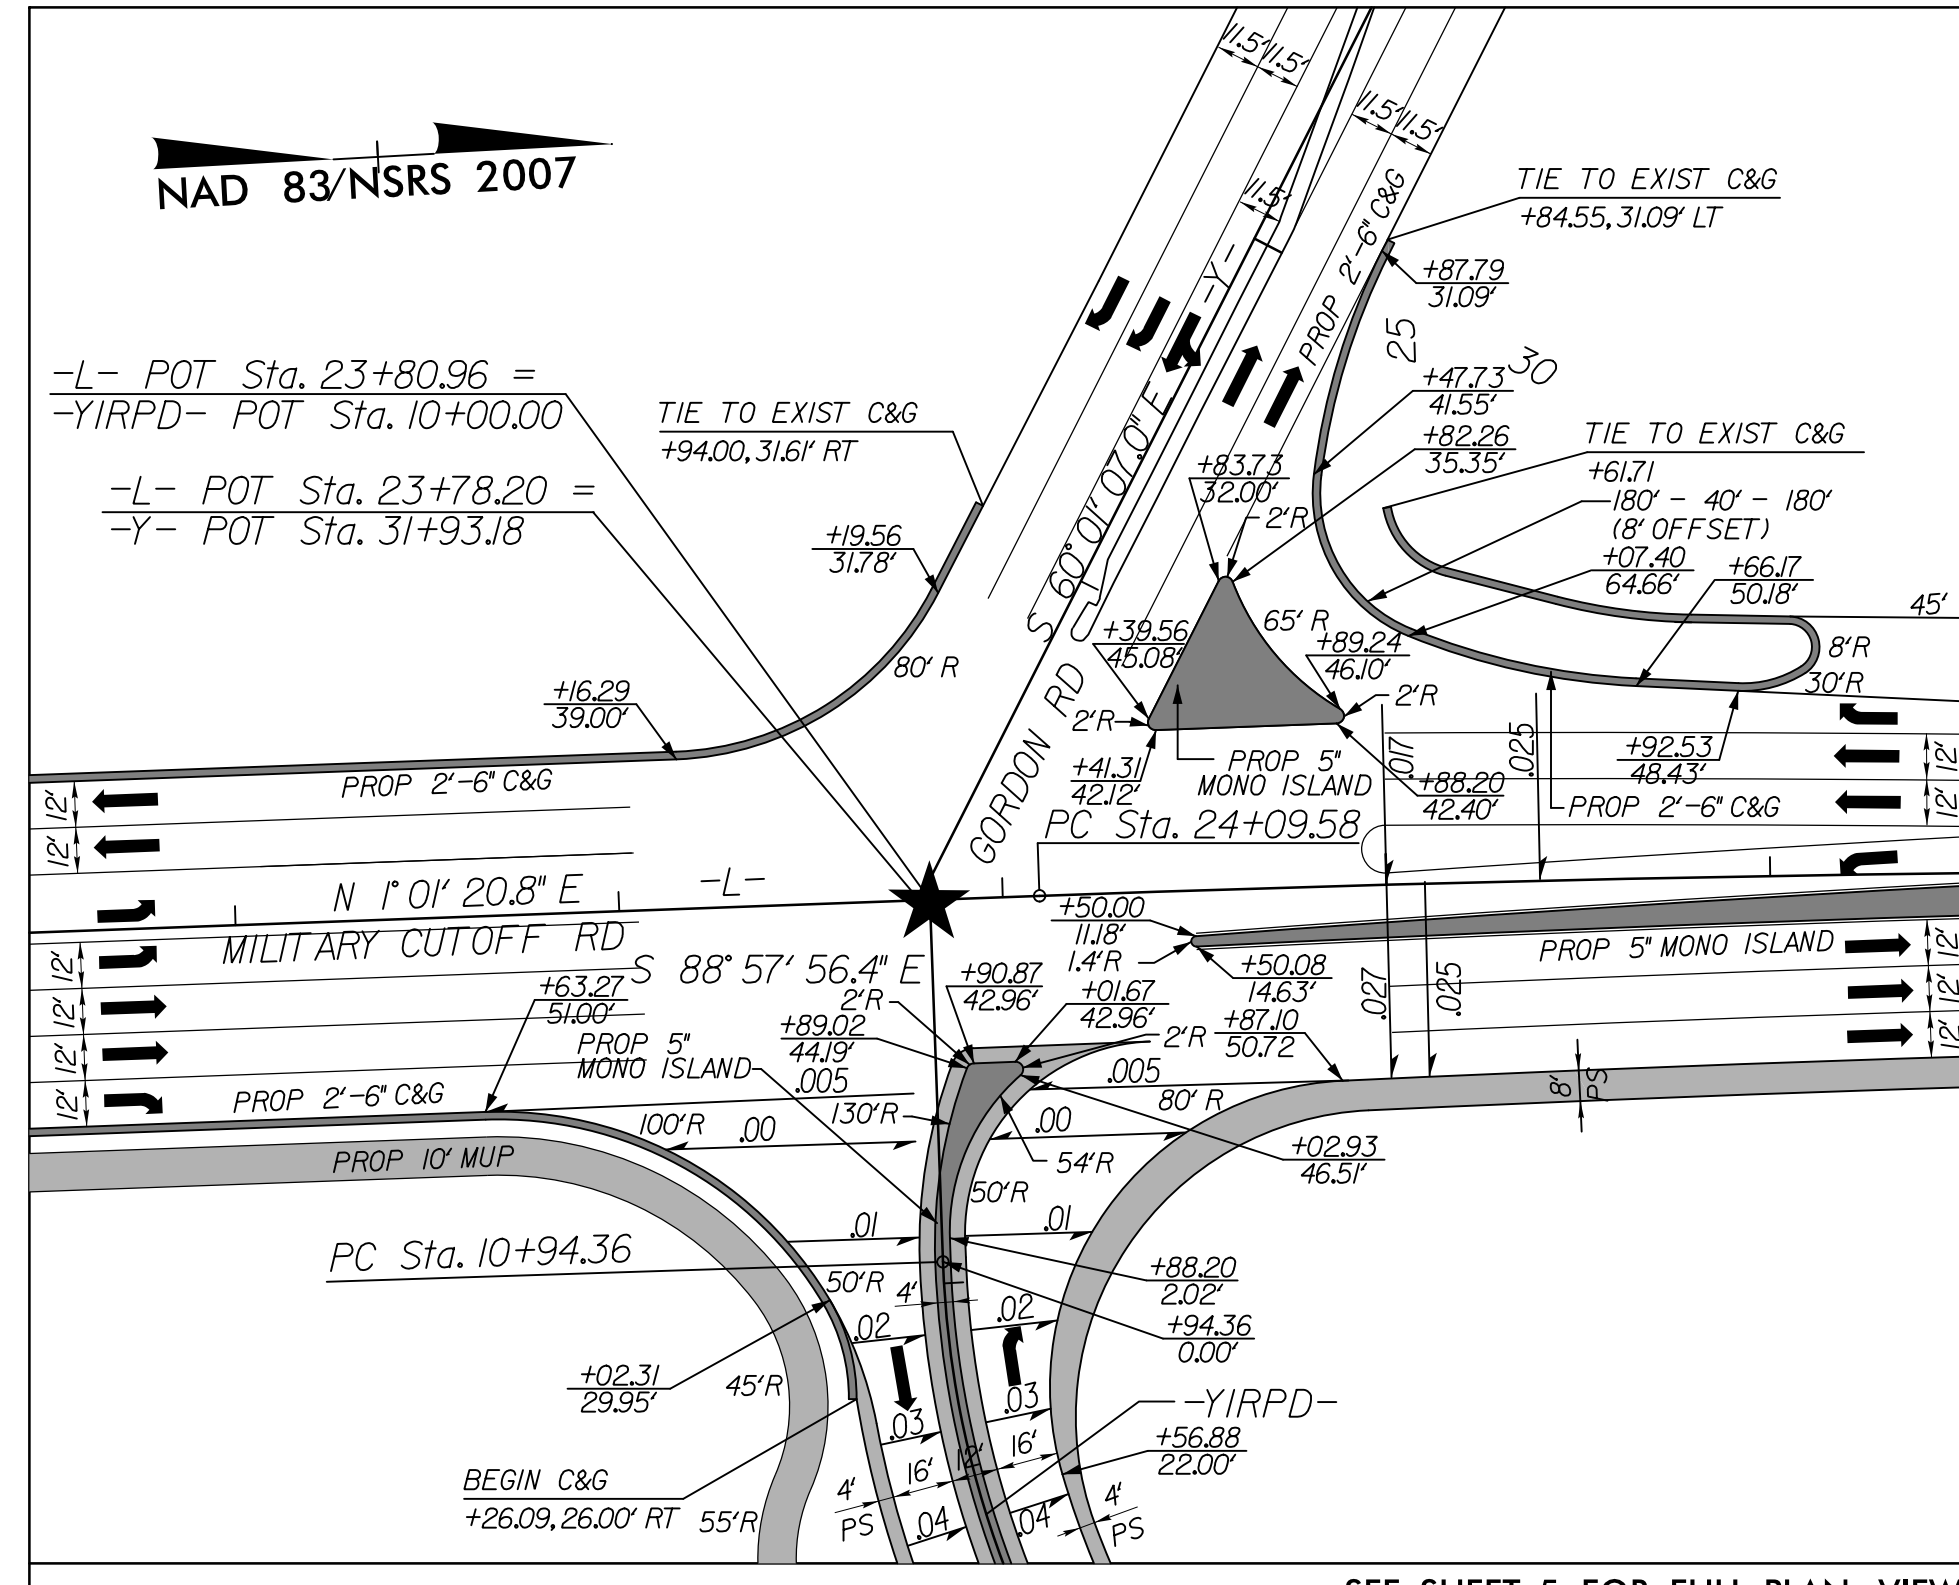 11.5' 11.5'
11.5' 11.5'
11.5'
NAD 83/NSRS 2007
TIE TO EXIST C&G
+84.55, 31.09' LT
PROP 2'-6" C&G
+87.79
31.09'
-Y-
25
30
-L- POT Sta. 23+80.96 =
-Y1RPD- POT Sta. 10+00.00
TIE TO EXIST C&G
+94.00, 31.61' RT
+47.73
41.55'
+82.26
35.35'
TIE TO EXIST C&G
+61.71
180' - 40' - 180'
(8' OFFSET)
+83.73
32.00'
2'R
-L- POT Sta. 23+78.20 =
-Y- POT Sta. 31+93.18
+19.56
31.78'
S 60° 01' 07.0" E
+07.40
64.66'
+66.17
50.18'
45'
65' R
+39.56
45.08'
+89.24
46.10'
8'R
30'R
80' R
+16.29
39.00'
2'R
2'R
GORDON RD
PROP 5"
MONO ISLAND
.017
.025
+92.53
48.43'
12'
12'
+41.31
42.12'
+88.20
42.40'
PROP 2'-6" C&G
PROP 2'-6" C&G
12'
12'
PC Sta. 24+09.58
N 1° 01' 20.8" E
-L-
MILITARY CUTOFF RD
+50.00
11.18'
1.4'R
PROP 5" MONO ISLAND
12'
12'
12'
S 88° 57' 56.4" E
+50.08
14.63'
.027
.025
+90.87
42.96'
2'R
+01.67
42.96'
+63.27
51.00'
12'
12'
12'
12'
+89.02
44.19'
2'R
+87.10
50.72
PROP 5"
MONO ISLAND
.005
.005
8'
PS
PROP 2'-6" C&G
80' R
130'R
100'R
.00
.00
+02.93
46.51'
54'R
PROP 10' MUP
50'R
.01
.01
PC Sta. 10+94.36
+88.20
2.02'
50'R
4'
.02
.02
+94.36
0.00'
+02.31
29.95'
45'R
.03
.03
-Y1RPD-
+56.88
22.00'
16'
12'
16'
BEGIN C&G
+26.09, 26.00' RT
55'R
4'
PS
.04
.04
4'
PS
SEE SHEET 5 FOR FULL PLAN VIEW